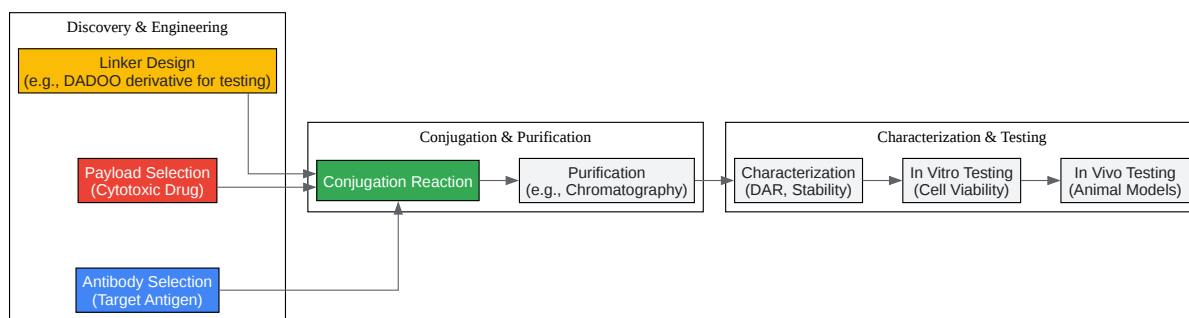 Discovery & Engineering
Linker Design
(e.g., DADOO derivative for testing)
Payload Selection
(Cytotoxic Drug)
Antibody Selection
(Target Antigen)
Conjugation & Purification
Conjugation Reaction
Purification
(e.g., Chromatography)
Characterization & Testing
Characterization
(DAR, Stability)
In Vitro Testing
(Cell Viability)
In Vivo Testing
(Animal Models)